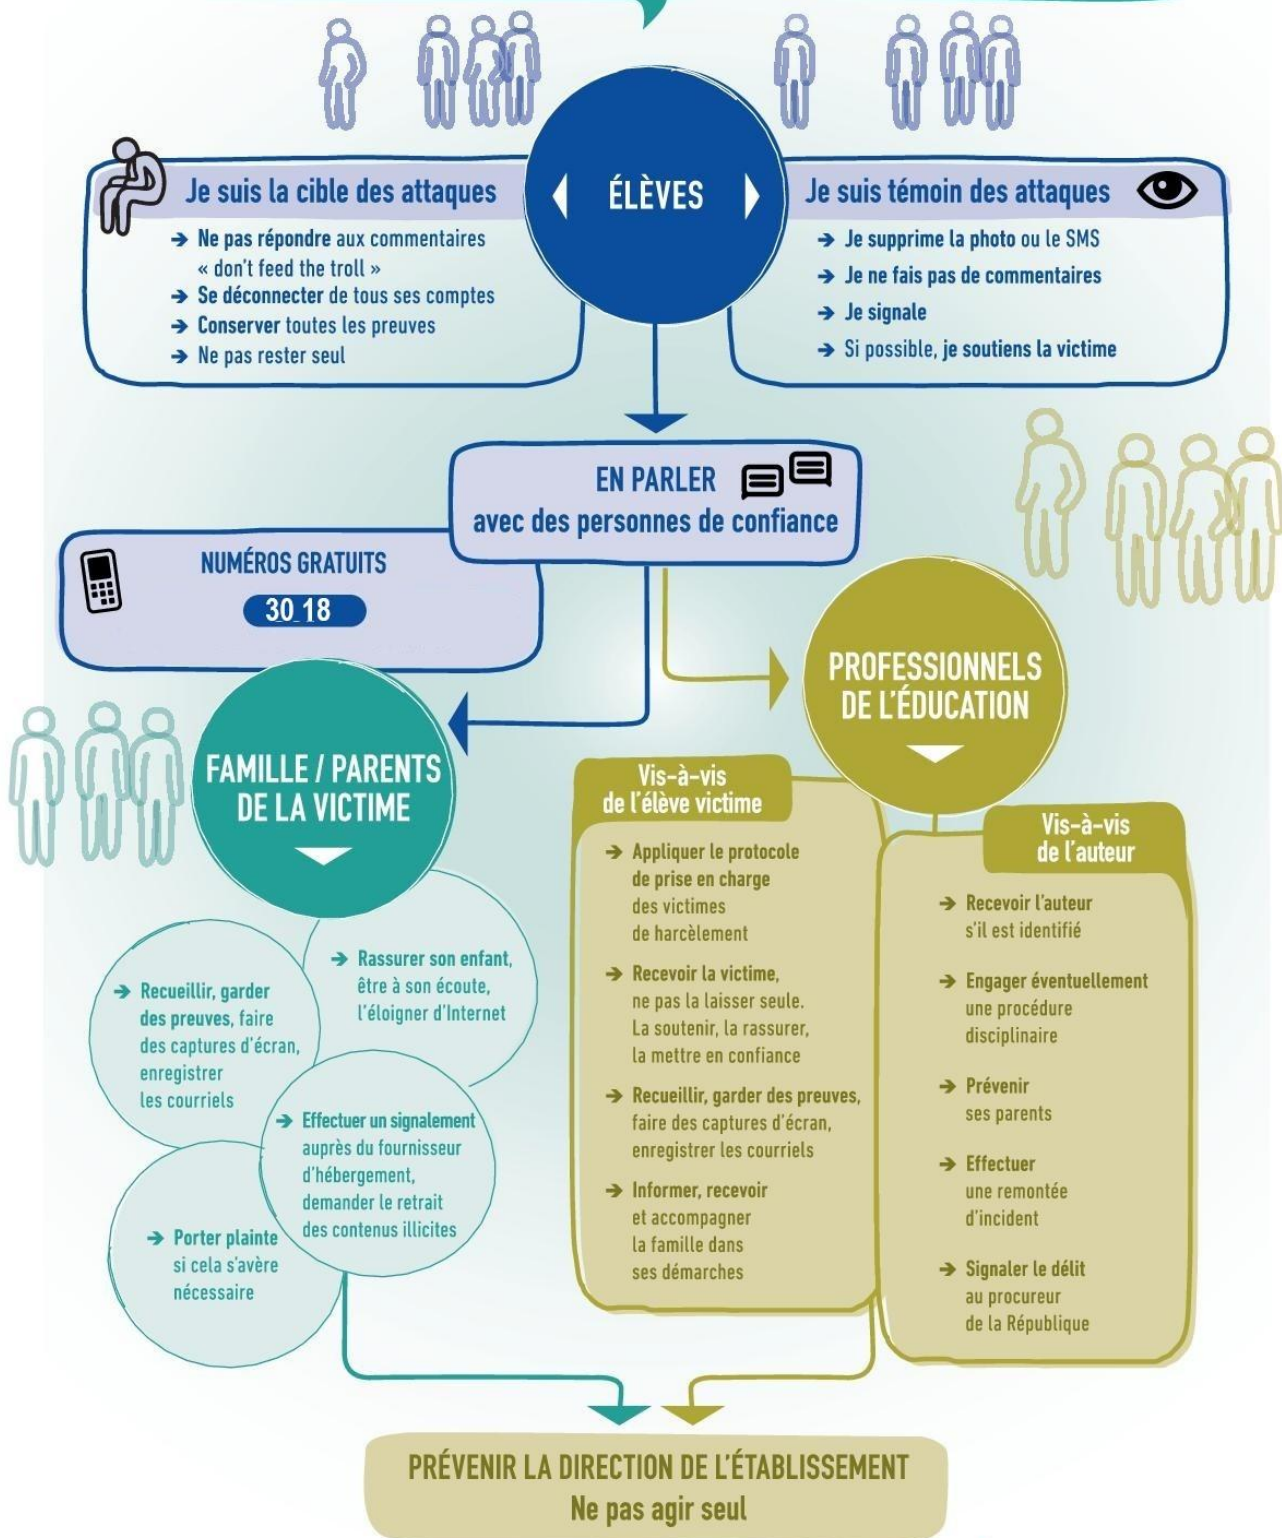 ÉLÈVES
Je suis la cible des attaques
→ Ne pas répondre aux commentaires
« don't feed the troll »
→ Se déconnecter de tous ses comptes
→ Conserver toutes les preuves
→ Ne pas rester seul
Je suis témoin des attaques
→ Je supprime la photo ou le SMS
→ Je ne fais pas de commentaires
→ Je signale
→ Si possible, je soutiens la victime
EN PARLER
avec des personnes de confiance
NUMÉROS GRATUITS
30 18
FAMILLE / PARENTS
DE LA VICTIME
→ Rassurer son enfant,
être à son écoute,
l'éloigner d'Internet
→ Recueillir, garder
des preuves, faire
des captures d'écran,
enregistrer
les courriels
→ Effectuer un signalement
auprès du fournisseur
d'hébergement,
demander le retrait
des contenus illicites
→ Porter plainte
si cela s'avère
nécessaire
PROFESSIONNELS
DE L'ÉDUCATION
Vis-à-vis
de l'élève victime
→ Appliquer le protocole
de prise en charge
des victimes
de harcèlement
→ Recevoir la victime,
ne pas la laisser seule.
La soutenir, la rassurer,
la mettre en confiance
→ Recueillir, garder des preuves,
faire des captures d'écran,
enregistrer les courriels
→ Informer, recevoir
et accompagner
la famille dans
ses démarches
Vis-à-vis
de l'auteur
→ Recevoir l'auteur
s'il est identifié
→ Engager éventuellement
une procédure
disciplinaire
→ Prévenir
ses parents
→ Effectuer
une remontée
d'incident
→ Signaler le délit
au procureur
de la République
PRÉVENIR LA DIRECTION DE L'ÉTABLISSEMENT
Ne pas agir seul